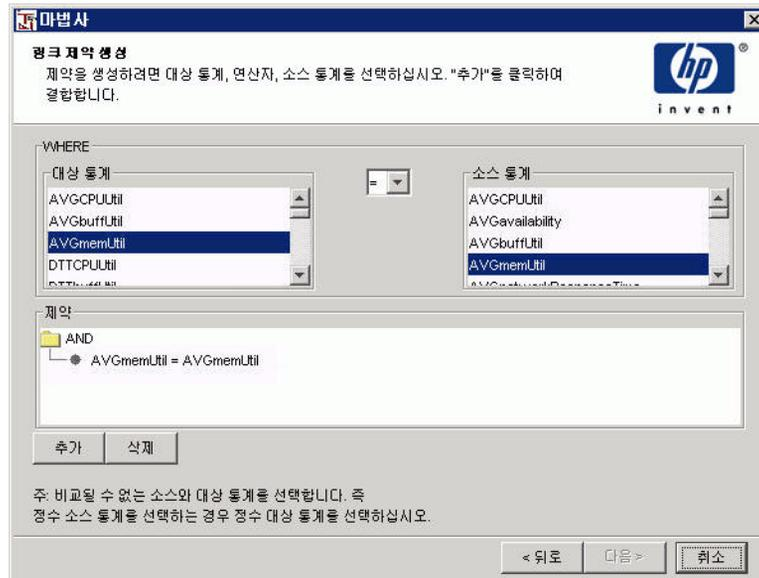 마법사
링크 제약 생성
제약을 생성하려면 대상 통계, 연산자, 소스 통계를 선택하십시오. "추가"를 클릭하여
결합합니다.
hp
®
invent
WHERE
대상 통계
AVGCPUUtil
AVGbuffUtil
AVGmemUtil
DTTCPUUtil
DTTbuffUtil
=
소스 통계
AVGCPUUtil
AVGavailability
AVGbuffUtil
AVGmemUtil
AVGnetworkResponseTime
제약
AND
AVGmemUtil = AVGmemUtil
추가
삭제
주: 비교될 수 없는 소스와 대상 통계를 선택합니다. 즉
정수 소스 통계를 선택하는 경우 정수 대상 통계를 선택하십시오.
< 뒤로
다음 >
취소